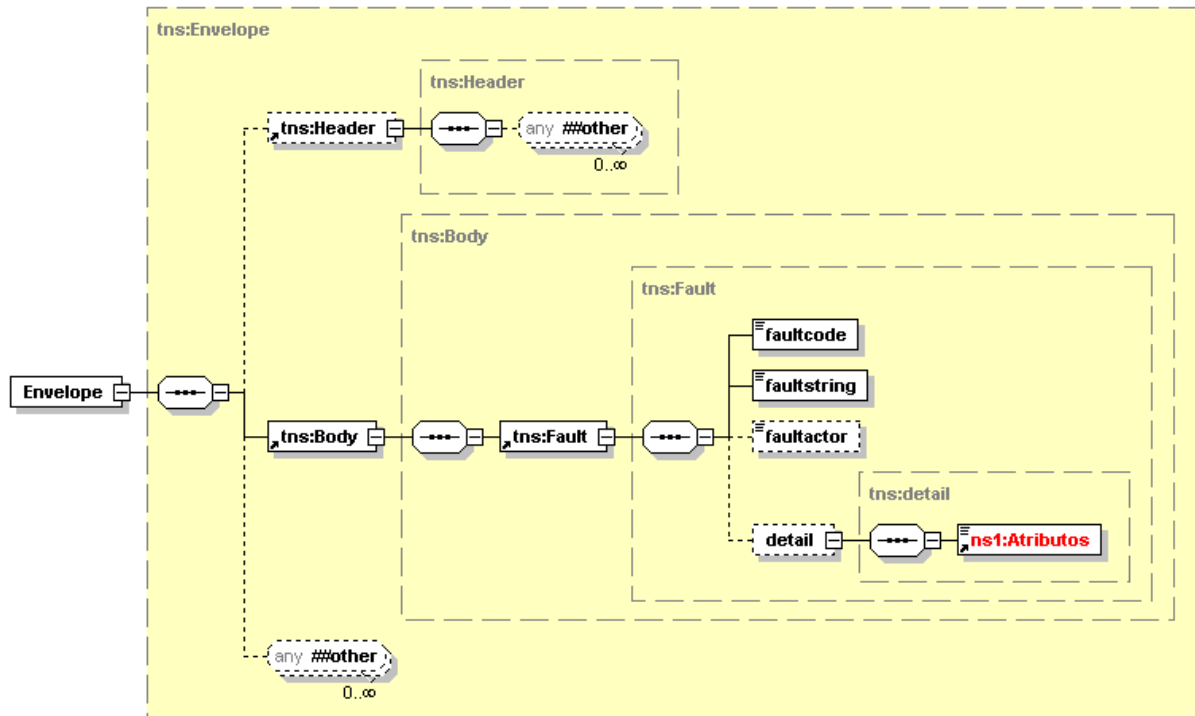 tns:Envelope
tns:Header
tns:Header
any ##other
0..∞
tns:Body
tns:Fault
faultcode
faultstring
Envelope
tns:Body
tns:Fault
faultactor
tns:detail
detail
ns1:Atributos
any ##other
0..∞